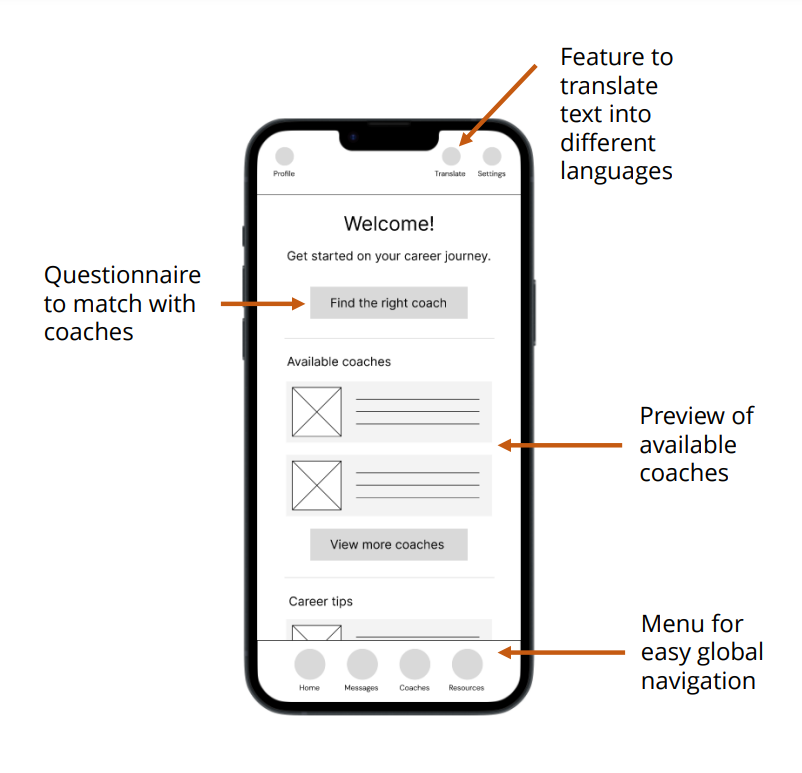 Feature to
translate
text into
different
languages
Profile
Translate
Settings
Welcome!
Get started on your career journey.
Questionnaire
to match with
coaches
Find the right coach
Available coaches
Preview of
available
coaches
View more coaches
Career tips
Menu for
easy global
navigation
Home
Messages
Coaches
Resources